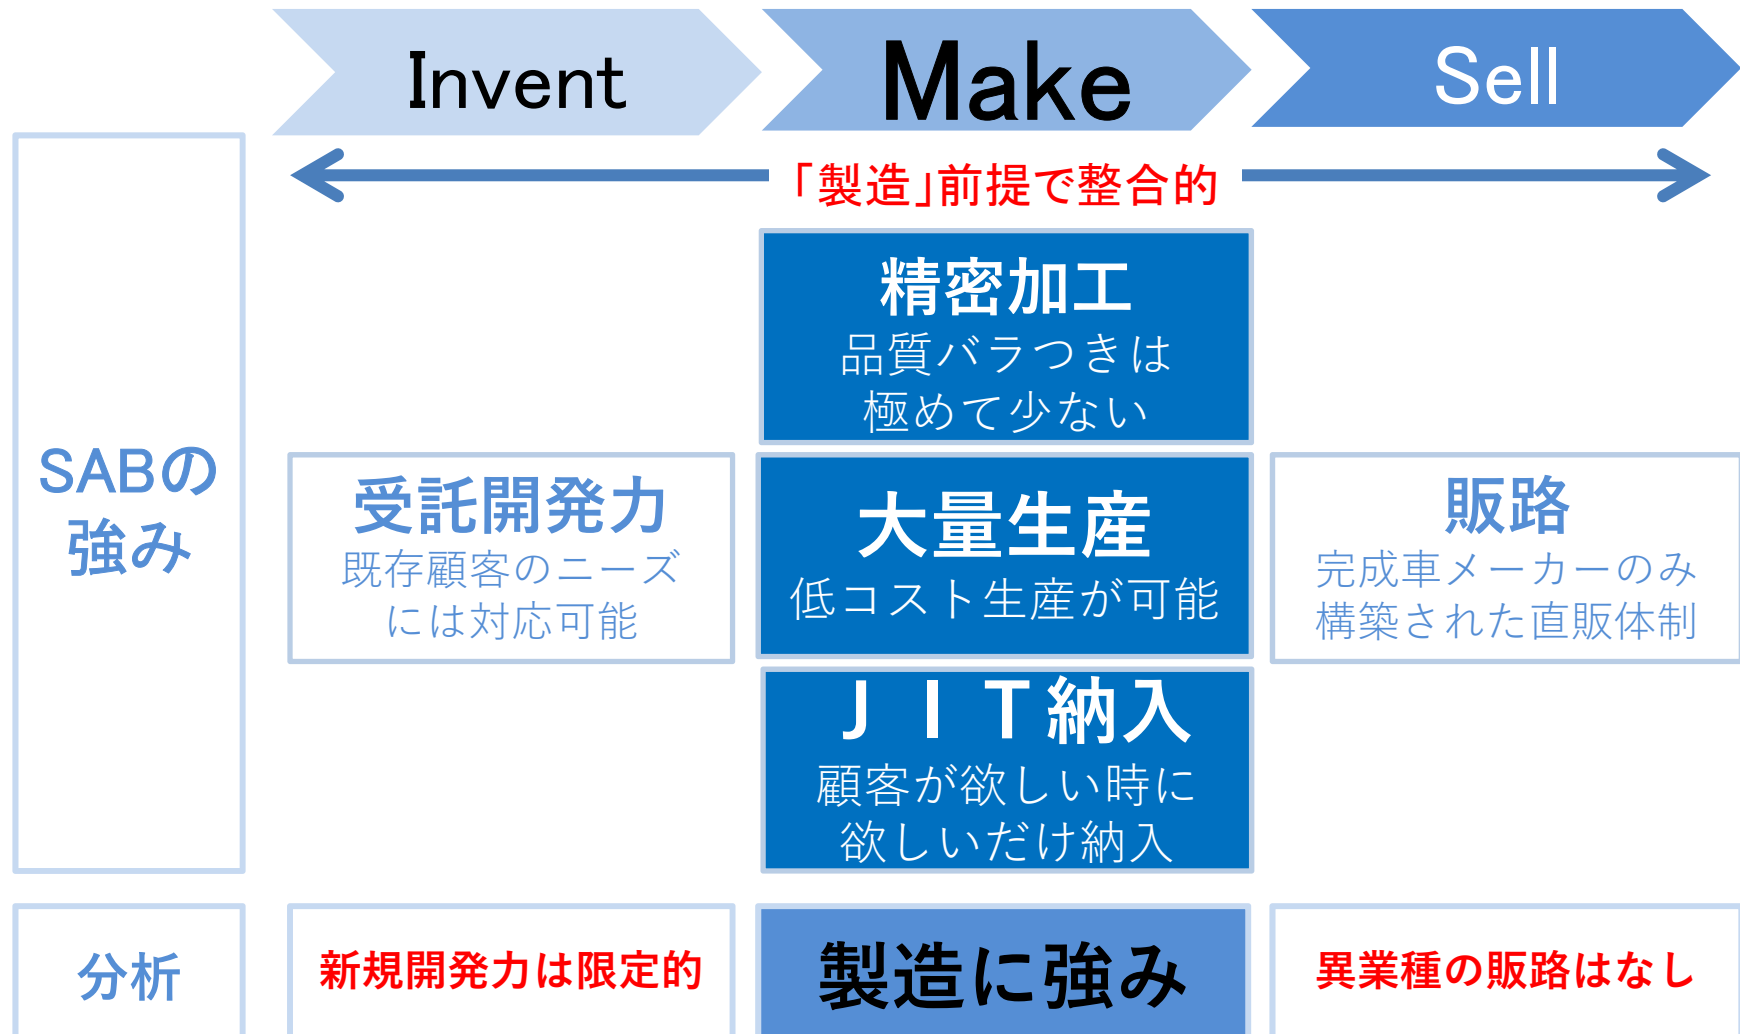 Invent
Make
Sell
「製造」前提で整合的
SABの
強み
精密加工
品質バラつきは
極めて少ない
受託開発力
既存顧客のニーズ
には対応可能
大量生産
低コスト生産が可能
販路
完成車メーカーのみ
構築された直販体制
ＪＩＴ納入
顧客が欲しい時に
欲しいだけ納入
分析
新規開発力は限定的
製造に強み
異業種の販路はなし